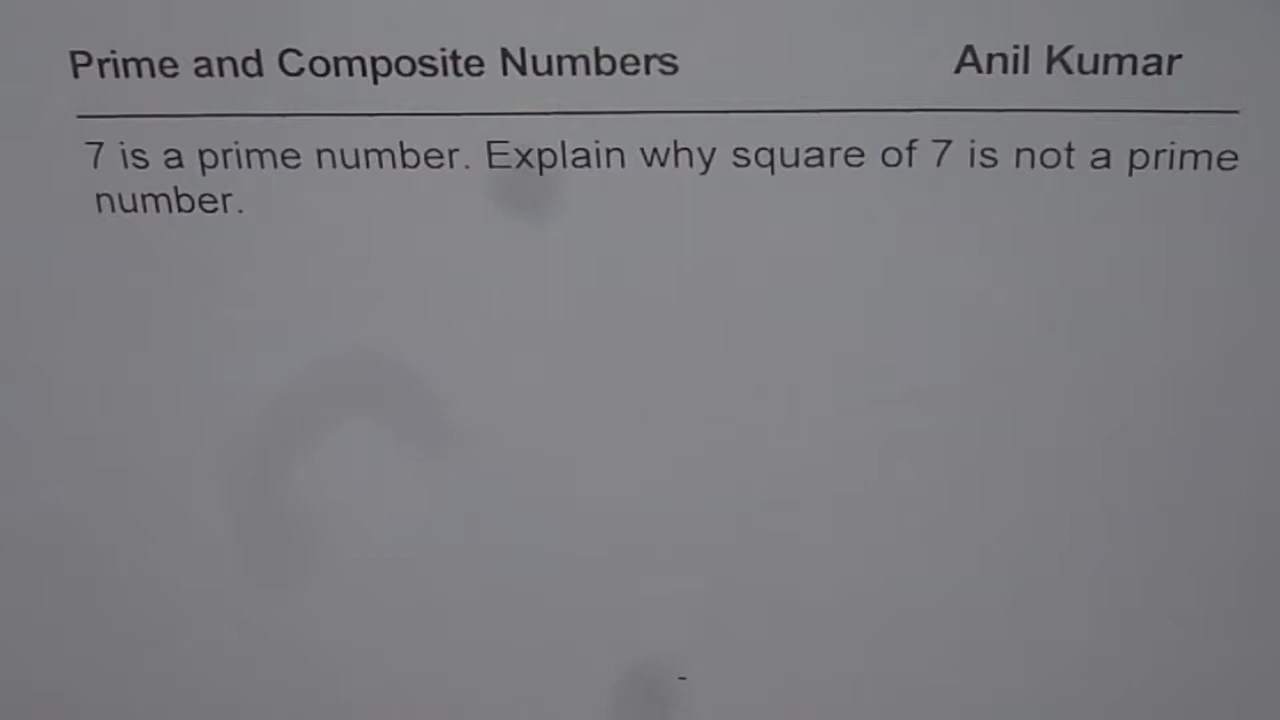 Prime and Composite Numbers Anil Kumar
7 is a prime number. Explain why square of 7 is not a prime
number.